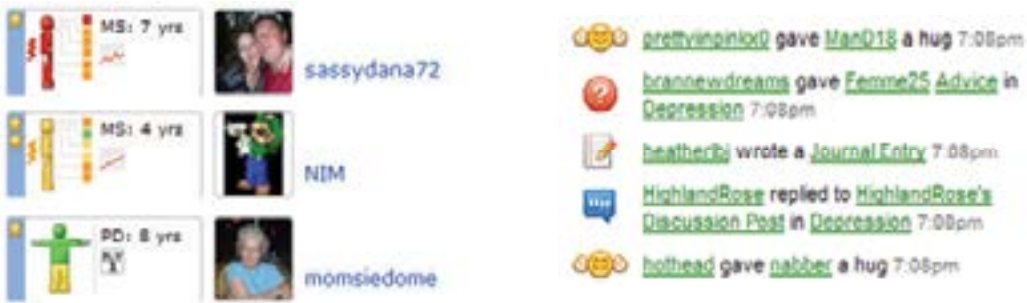 MS: 7 yrs
sassydana72
MS: 4 yrs
NIM
PD: 8 yrs
momsiedome
prettyinpinkx0 gave ManD18 a hug 7:08pm
brannewdreams gave Femme25 Advice in
Depression 7:08pm
heatherlbj wrote a Journal Entry 7:08pm
HighlandRose replied to HighlandRose's
Discussion Post in Depression 7:08pm
hothead gave nabber a hug 7:08pm